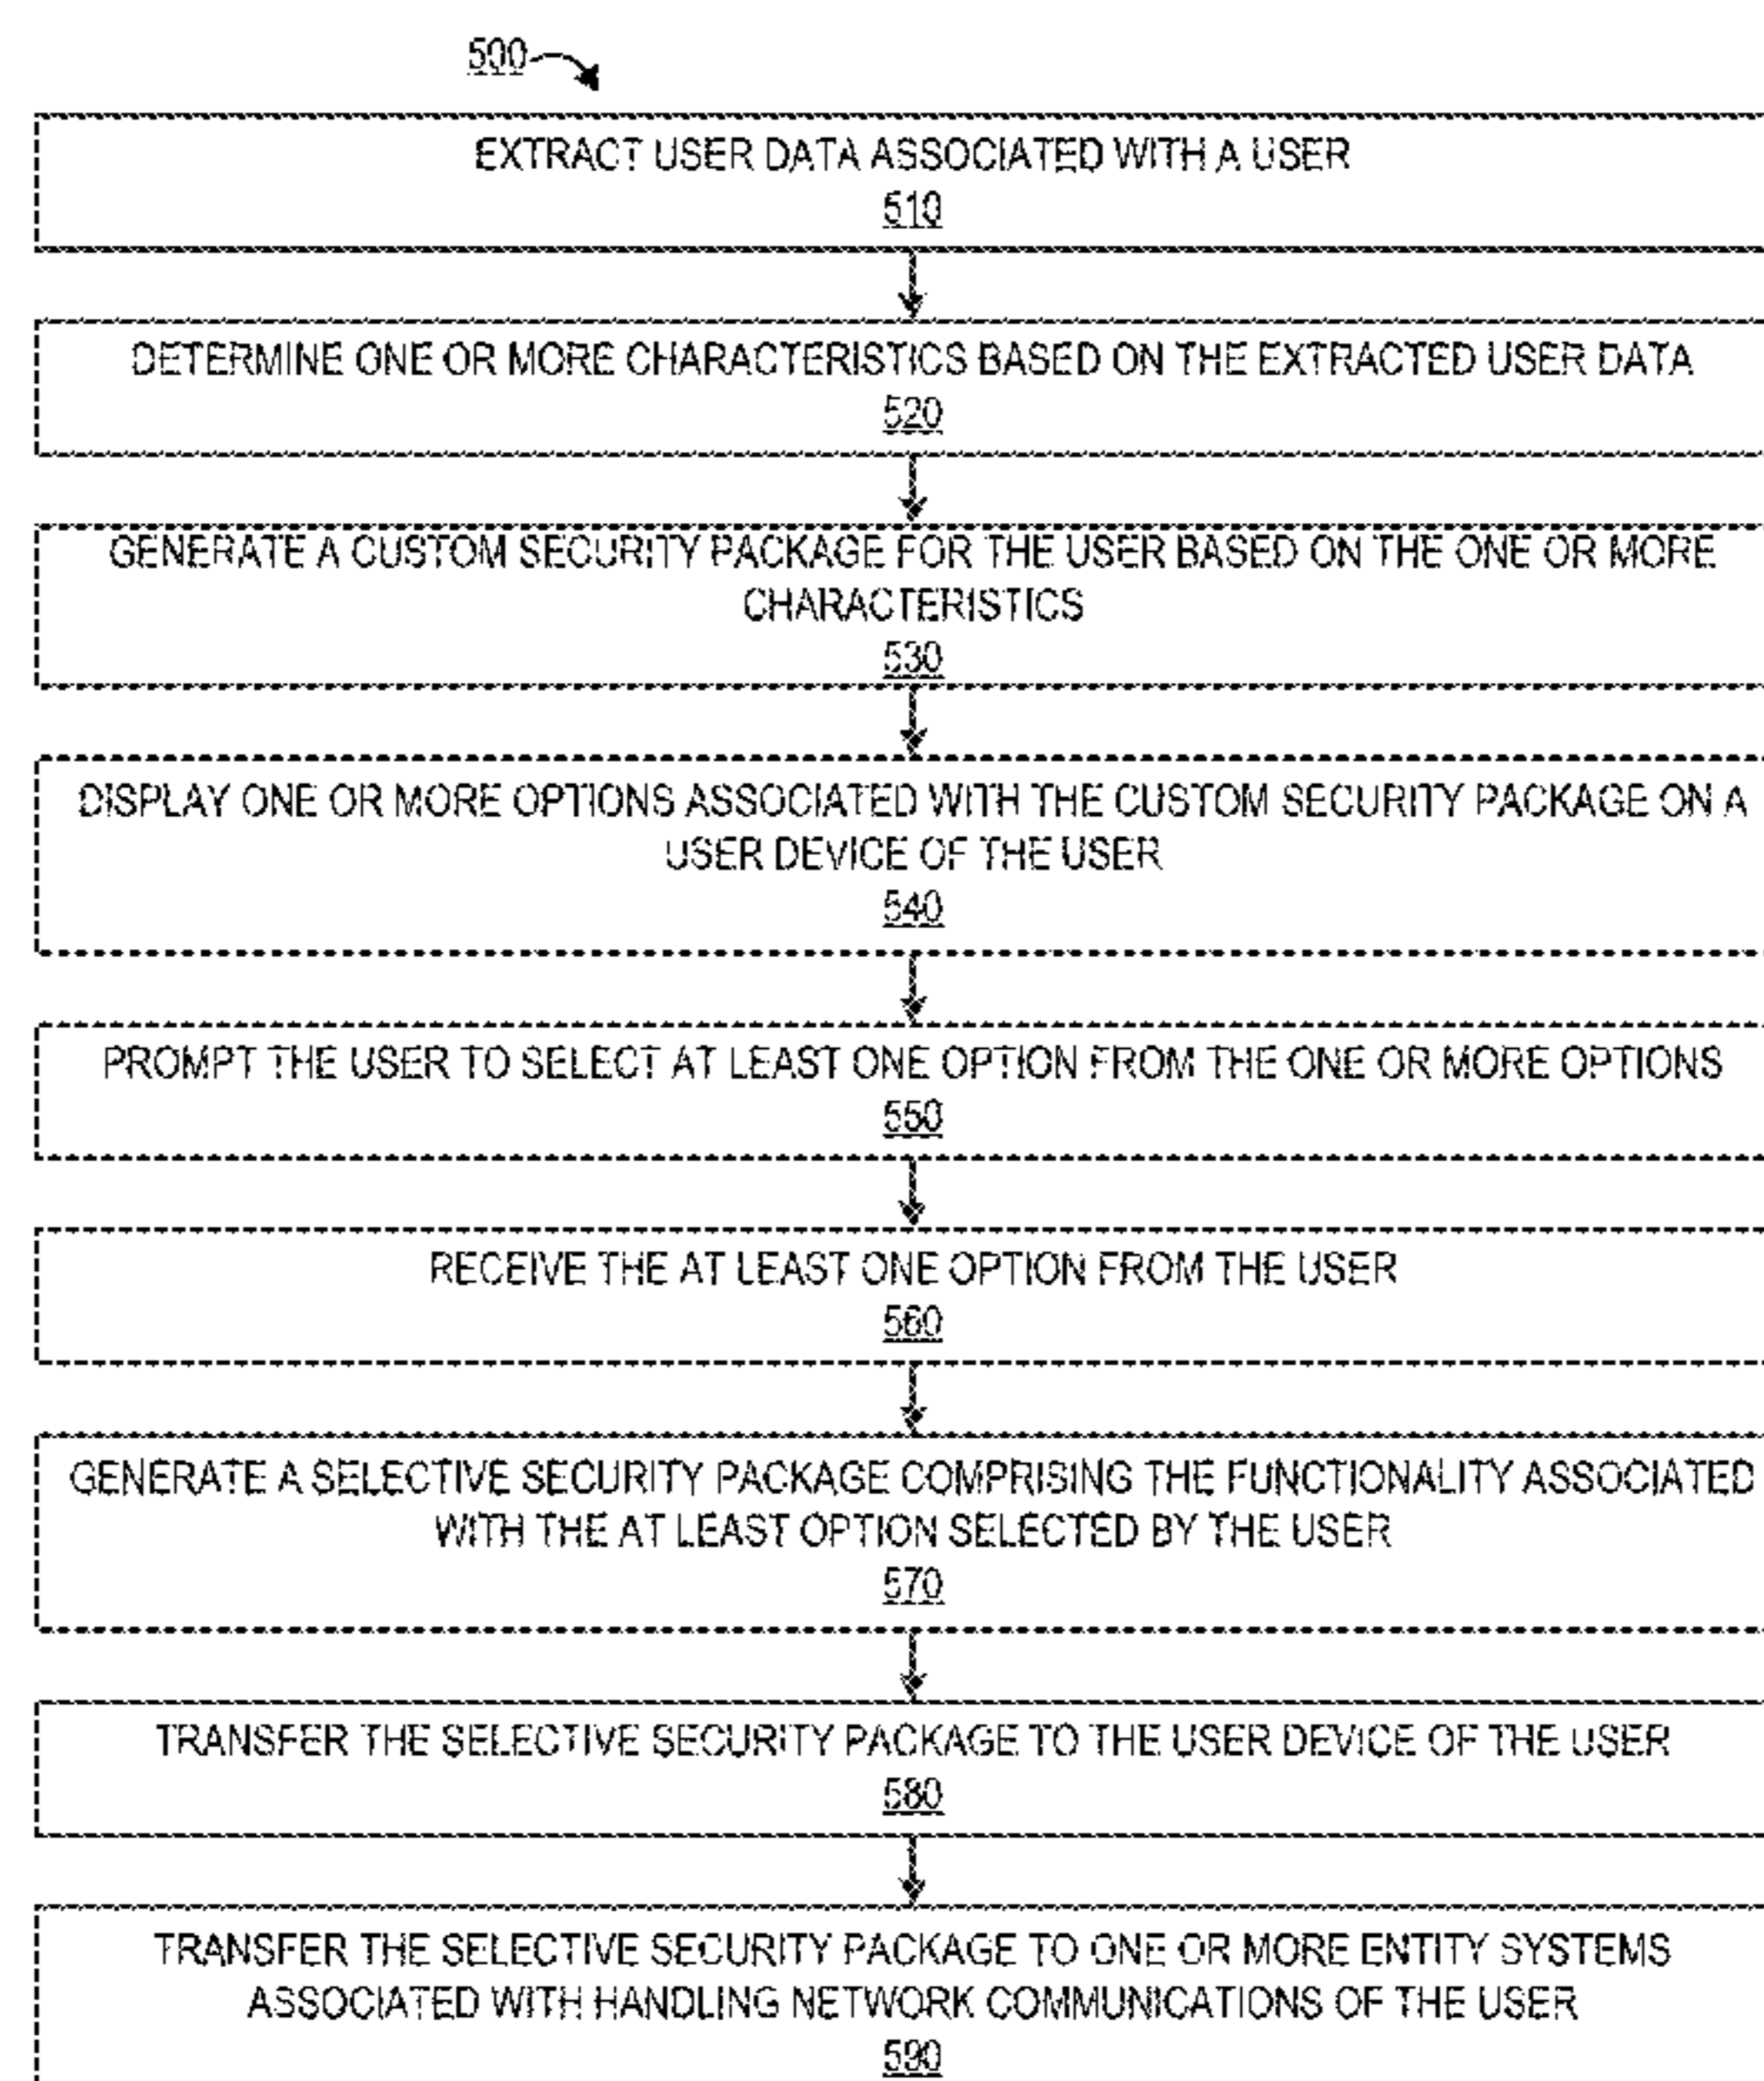 500
EXTRACT USER DATA ASSOCIATED WITH A USER
510
DETERMINE ONE OR MORE CHARACTERISTICS BASED ON THE EXTRACTED USER DATA
520
GENERATE A CUSTOM SECURITY PACKAGE FOR THE USER BASED ON THE ONE OR MORE
CHARACTERISTICS
530
DISPLAY ONE OR MORE OPTIONS ASSOCIATED WITH THE CUSTOM SECURITY PACKAGE ON A
USER DEVICE OF THE USER
540
PROMPT THE USER TO SELECT AT LEAST ONE OPTION FROM THE ONE OR MORE OPTIONS
550
RECEIVE THE AT LEAST ONE OPTION FROM THE USER
560
GENERATE A SELECTIVE SECURITY PACKAGE COMPRISING THE FUNCTIONALITY ASSOCIATED
WITH THE AT LEAST OPTION SELECTED BY THE USER
570
TRANSFER THE SELECTIVE SECURITY PACKAGE TO THE USER DEVICE OF THE USER
580
TRANSFER THE SELECTIVE SECURITY PACKAGE TO ONE OR MORE ENTITY SYSTEMS
ASSOCIATED WITH HANDLING NETWORK COMMUNICATIONS OF THE USER
590